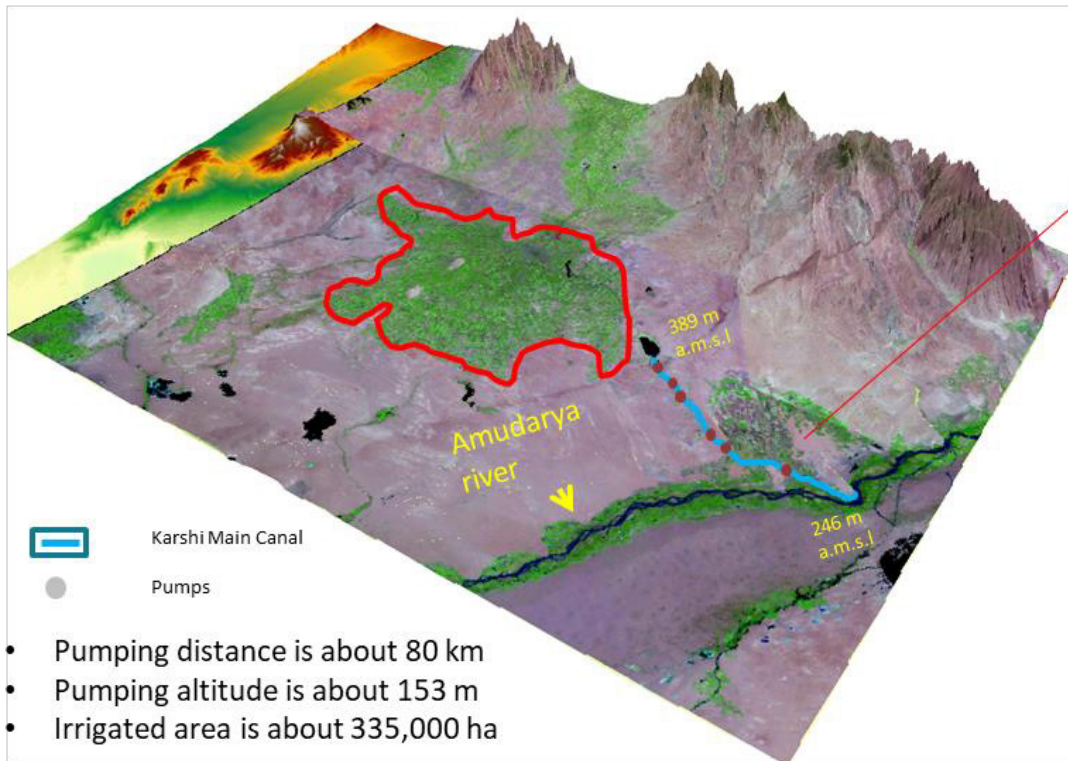 389 m
a.m.s.l
Amudarya
river
246 m
a.m.s.l
Karshi Main Canal
Pumps
• Pumping distance is about 80 km
• Pumping altitude is about 153 m
• Irrigated area is about 335,000 ha